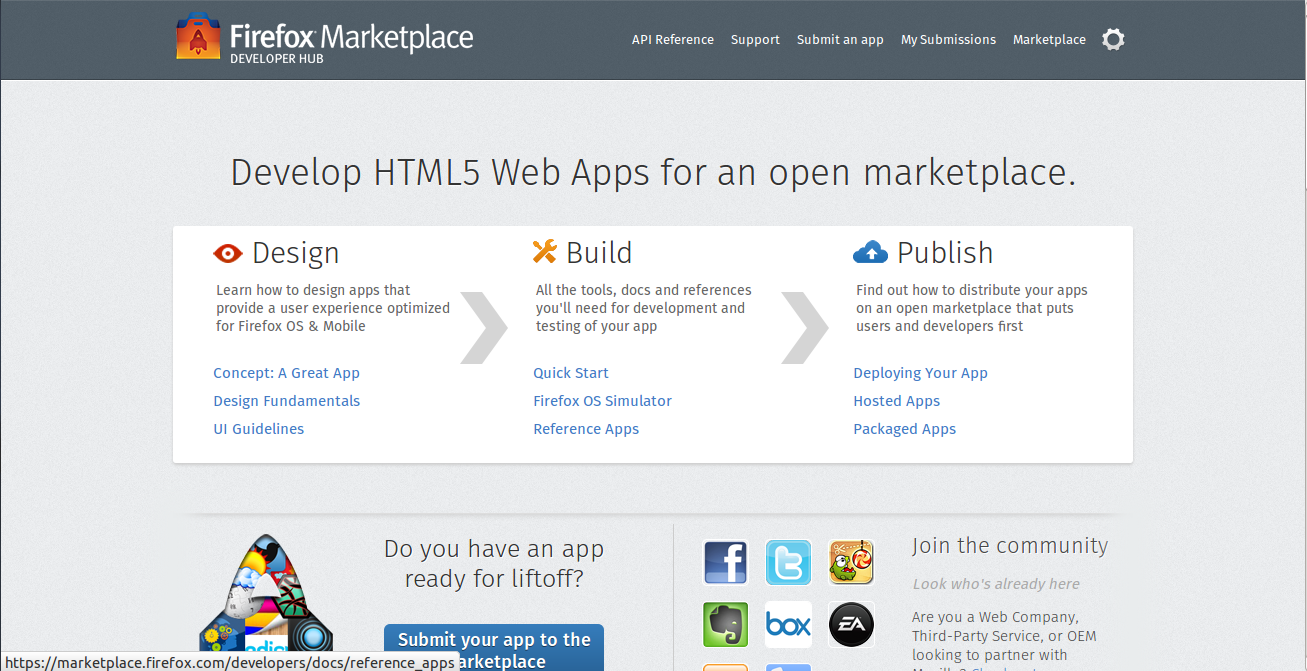 Firefox Marketplace
DEVELOPER HUB
API Reference Support Submit an app My Submissions Marketplace
Develop HTML5 Web Apps for an open marketplace.
Design
Learn how to design apps that
provide a user experience optimized
for Firefox OS & Mobile
Concept: A Great App
Design Fundamentals
UI Guidelines
Build
All the tools, docs and references
you'll need for development and
testing of your app
Quick Start
Firefox OS Simulator
Reference Apps
Publish
Find out how to distribute your apps
on an open marketplace that puts
users and developers first
Deploying Your App
Hosted Apps
Packaged Apps
Do you have an app
ready for liftoff?
Submit your app to the
box
EA
Join the community
Look who's already here
Are you a Web Company,
Third-Party Service, or OEM
looking to partner with
https://marketplace.firefox.com/developers/docs/reference_apps